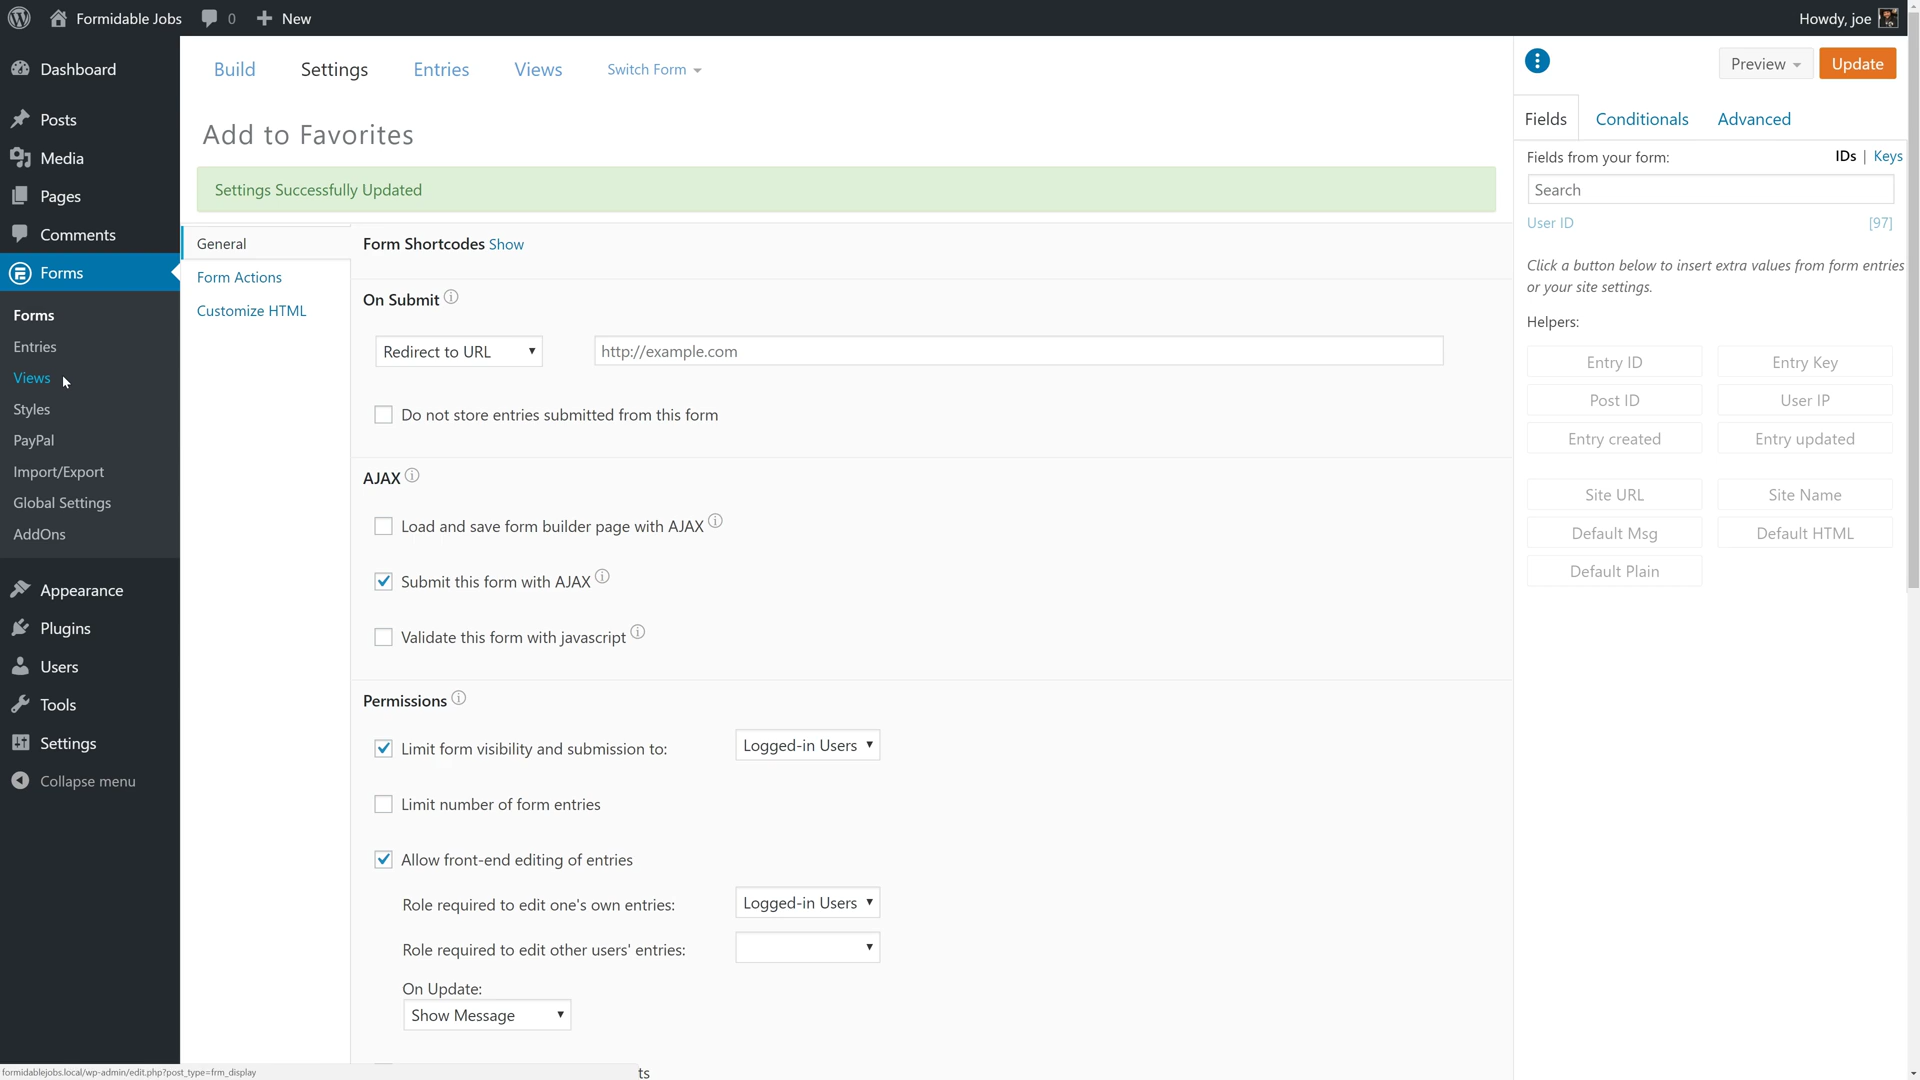 Formidable Jobs 0 New Howdy, joe
Dashboard
Posts
Media
Pages
Comments
Forms
Forms
Entries
Views
Styles
PayPal
Import/Export
Global Settings
AddOns
Appearance
Plugins
Users
Tools
Settings
Collapse menu
Build Settings Entries Views Switch Form
Add to Favorites
Settings Successfully Updated
General
Form Actions
Customize HTML
Form Shortcodes Show
On Submit
Redirect to URL http://example.com
Do not store entries submitted from this form
AJAX
Load and save form builder page with AJAX
Submit this form with AJAX
Validate this form with javascript
Permissions
Limit form visibility and submission to: Logged-in Users
Limit number of form entries
Allow front-end editing of entries
Role required to edit one's own entries: Logged-in Users
Role required to edit other users' entries:
On Update:
Show Message
ts
Preview Update
Fields Conditionals Advanced
Fields from your form: IDs | Keys
Search
User ID [97]
Click a button below to insert extra values from form entries
or your site settings.
Helpers:
Entry ID Entry Key
Post ID User IP
Entry created Entry updated
Site URL Site Name
Default Msg Default HTML
Default Plain
formidablejobs.local/wp-admin/edit.php?post_type=frm_display